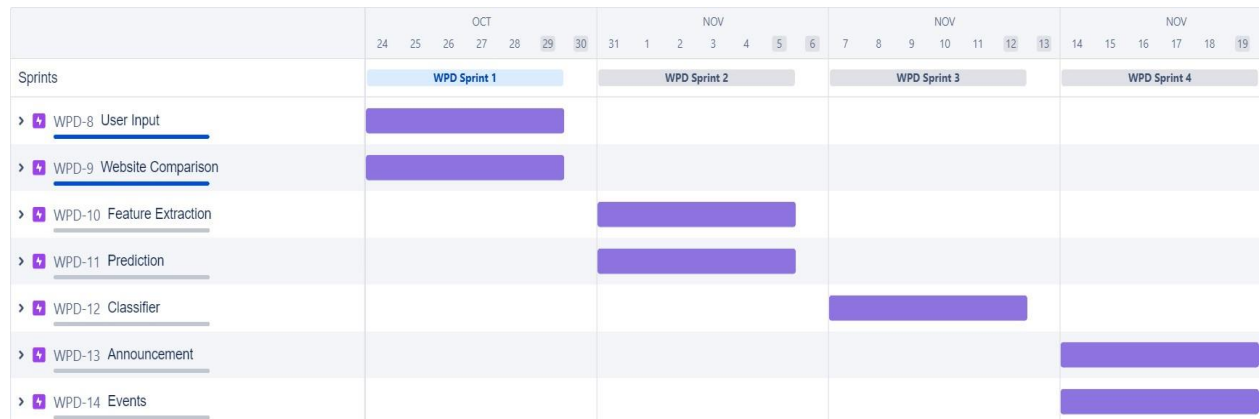 OCT NOV NOV NOV
24 25 26 27 28 29 30 31 1 2 3 4 5 6 7 8 9 10 11 12 13 14 15 16 17 18 19
Sprints WPD Sprint 1 WPD Sprint 2 WPD Sprint 3 WPD Sprint 4
WPD-8 User Input
WPD-9 Website Comparison
WPD-10 Feature Extraction
WPD-11 Prediction
WPD-12 Classifier
WPD-13 Announcement
WPD-14 Events